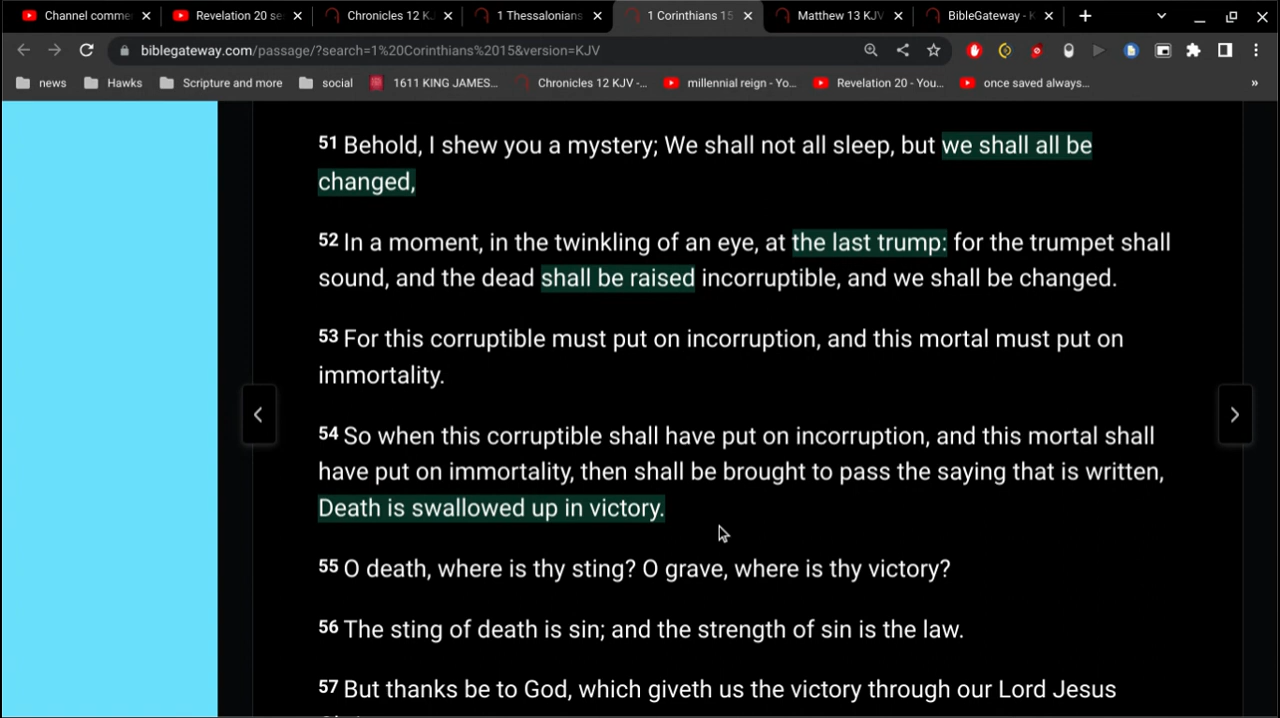 Channel comme
Revelation 20 se
Chronicles 12 KJ
1 Thessalonians
1 Corinthians 15
Matthew 13 KJV
BibleGateway - K
biblegateway.com/passage/?search=1%20Corinthians%2015&version=KJV
news
Hawks
Scripture and more
social
1611 KING JAMES...
Chronicles 12 KJV -...
millennial reign - Yo...
Revelation 20 - You...
once saved always...
»
51 Behold, I shew you a mystery; We shall not all sleep, but we shall all be
changed,
52 In a moment, in the twinkling of an eye, at the last trump: for the trumpet shall
sound, and the dead shall be raised incorruptible, and we shall be changed.
53 For this corruptible must put on incorruption, and this mortal must put on
immortality.
54 So when this corruptible shall have put on incorruption, and this mortal shall
have put on immortality, then shall be brought to pass the saying that is written,
Death is swallowed up in victory.
55 O death, where is thy sting? O grave, where is thy victory?
56 The sting of death is sin; and the strength of sin is the law.
57 But thanks be to God, which giveth us the victory through our Lord Jesus